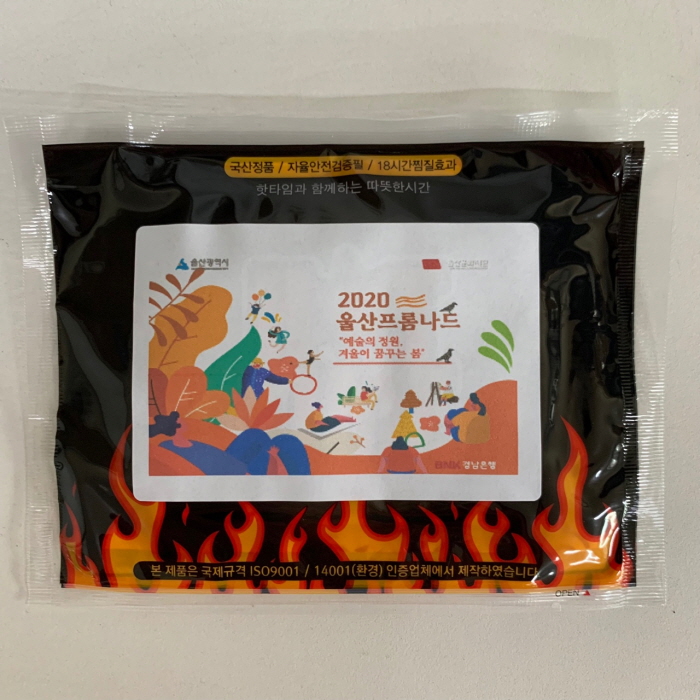 국산정품 / 자율안전검증필 / 18시간찜질효과
핫타임과 함께하는 따뜻한시간
울산광역시
2020
울산프롬나드
"예술의 정원,
겨울이 꿈꾸는 봄"
BNK경남은행
본 제품은 국제규격 ISO9001 / 14001(환경) 인증업체에서 제작하였습니다
OPEN